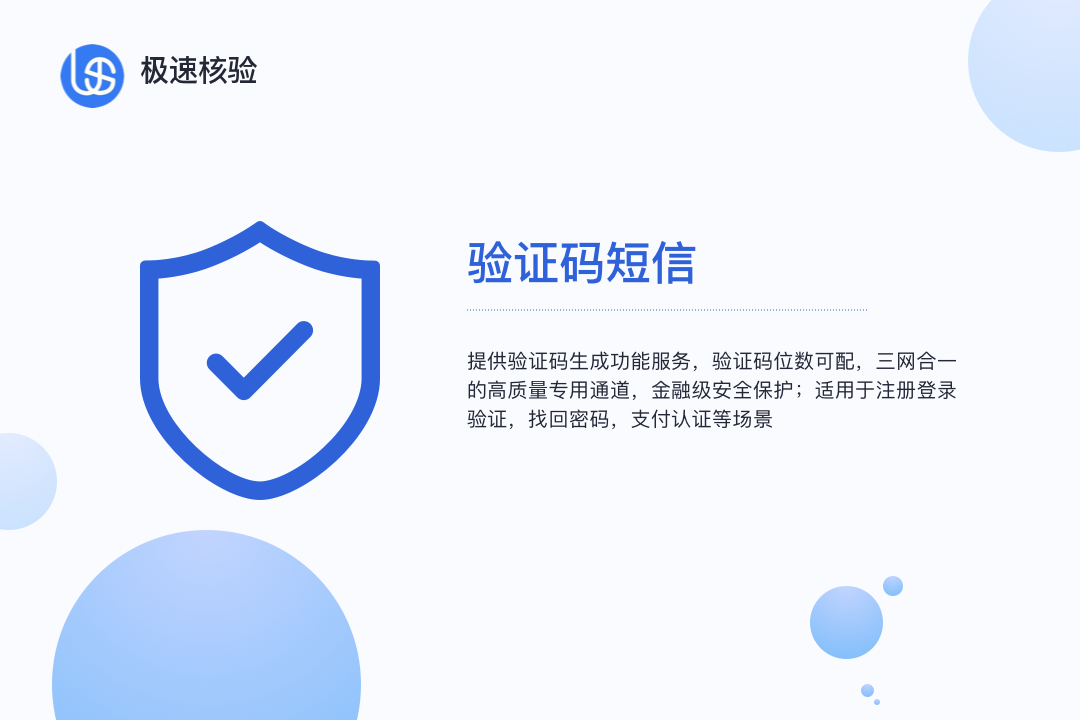 极速核验
验证码短信
提供验证码生成功能服务，验证码位数可配，三网合一
的高质量专用通道，金融级安全保护；适用于注册登录
验证，找回密码，支付认证等场景